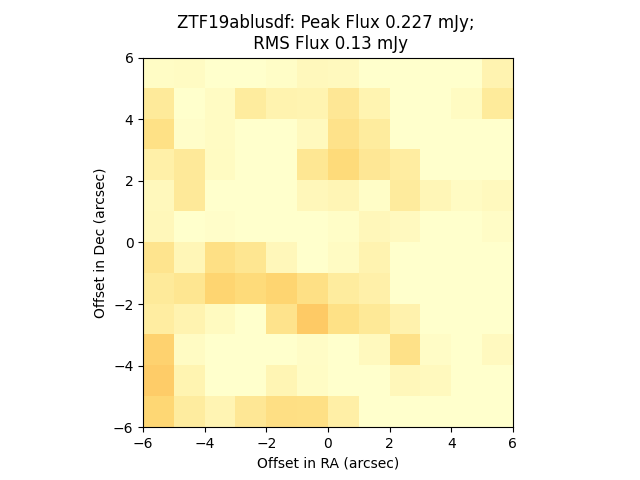 ZTF19ablusdf: Peak Flux 0.227 mJy;
RMS Flux 0.13 mJy
6
4
2
0
−2
−4
−6
Offset in Dec (arcsec)
−6 −4 −2 0 2 4 6
Offset in RA (arcsec)